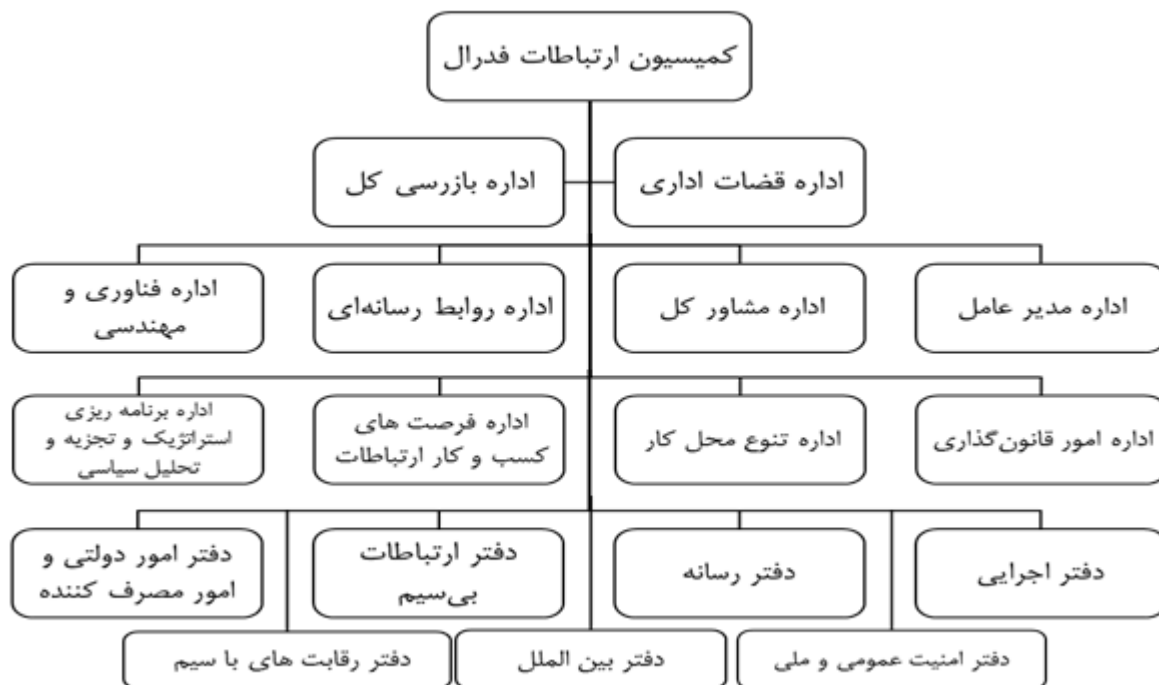 کمیسیون ارتباطات فدرال
اداره قضات اداری
اداره بازرسی کل
اداره مدیر عامل
اداره مشاور کل
اداره روابط رسانه‌ای
اداره فناوری و
مهندسی
اداره امور قانون‌گذاری
اداره تنوع محل کار
اداره فرصت های
کسب و کار ارتباطات
اداره برنامه ریزی
استراتژیک و تجزیه و
تحلیل سیاسی
دفتر اجرایی
دفتر رسانه
دفتر ارتباطات
بی‌سیم
دفتر امور دولتی و
امور مصرف کننده
دفتر امنیت عمومی و ملی
دفتر بین الملل
دفتر رقابت های با سیم